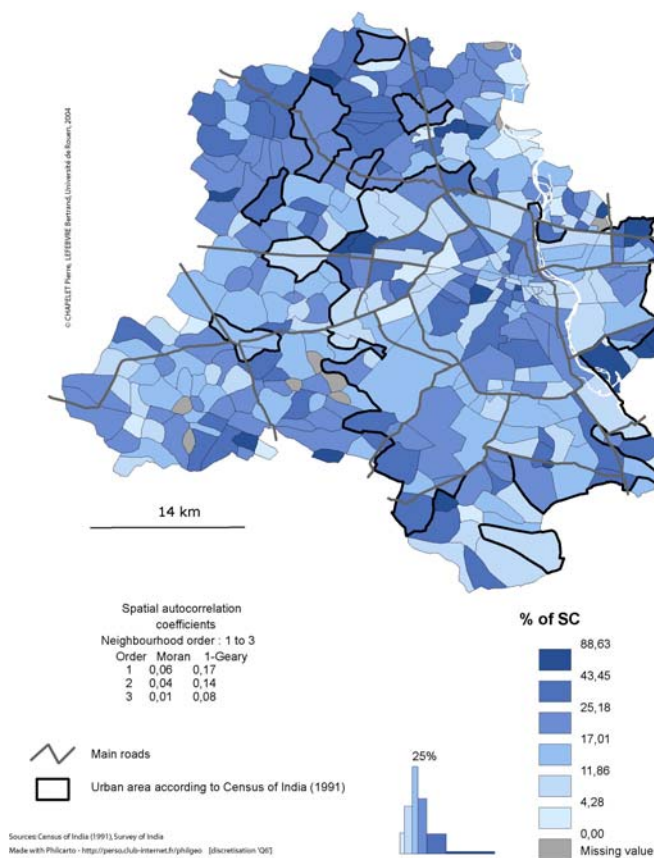 © CHAPELET Pierre, LEFEBVRE Bertrand, Université de Rouen, 2004
14 km
Spatial autocorrelation
coefficients
Neighbourhood order : 1 to 3
Order Moran 1-Geary
1 0,06 0,17
2 0,04 0,14
3 0,01 0,08
Main roads
Urban area according to Census of India (1991)
25%
% of SC
88,63
43,45
25,18
17,01
11,86
4,28
0,00
Missing value
Sources: Census of India (1991), Survey of India
Made with Philcarto - http://perso.club-internet.fr/philgeo [discretisation 'Q6']